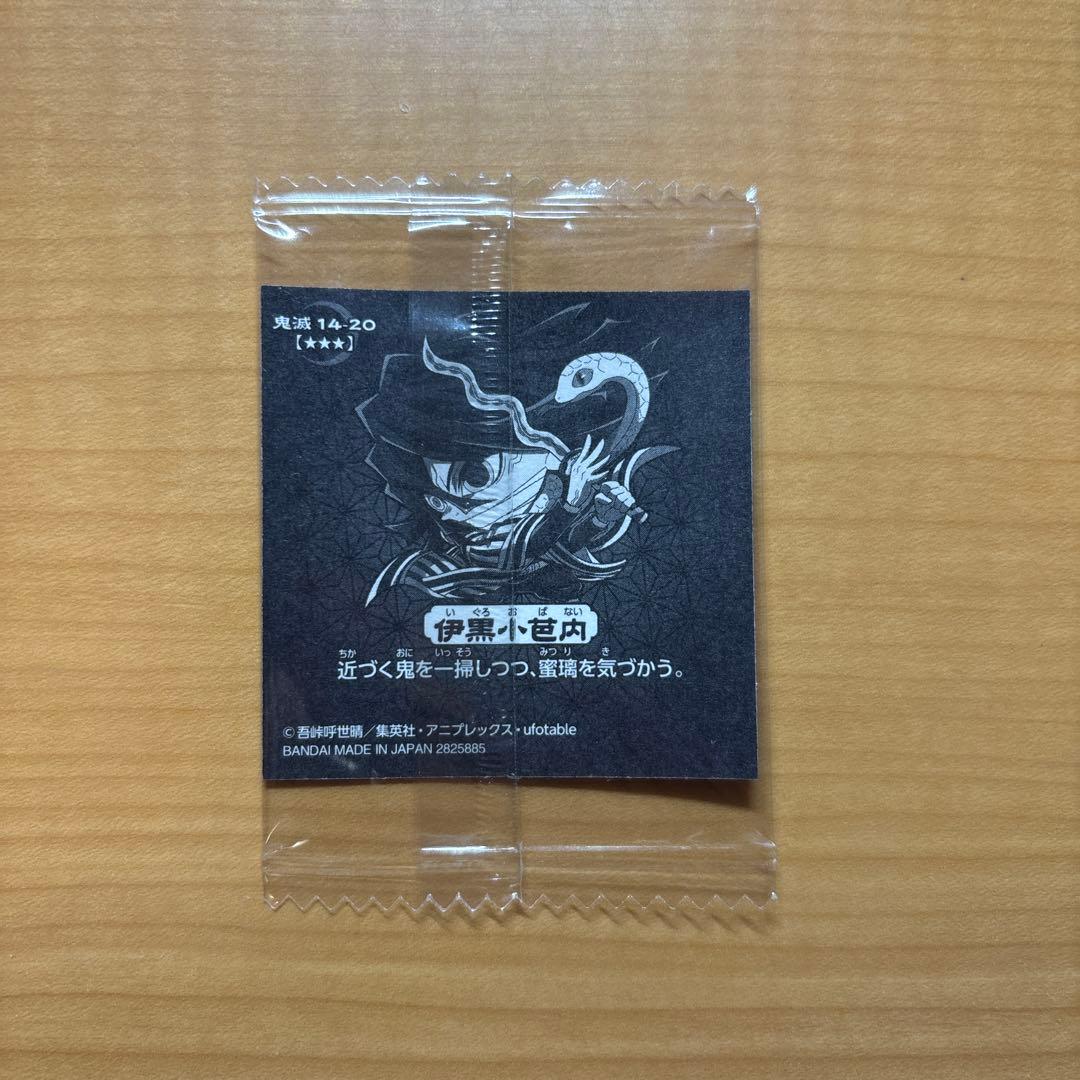 鬼滅 14-20
【★★★】
いぐろおばない
伊黒小芭内
ちか おに いっそう みつり き
近づく鬼を一掃しつつ、蜜璃を気づかう。
©吾峠呼世晴／集英社・アニプレックス・ufotable
BANDAI MADE IN JAPAN 2825885